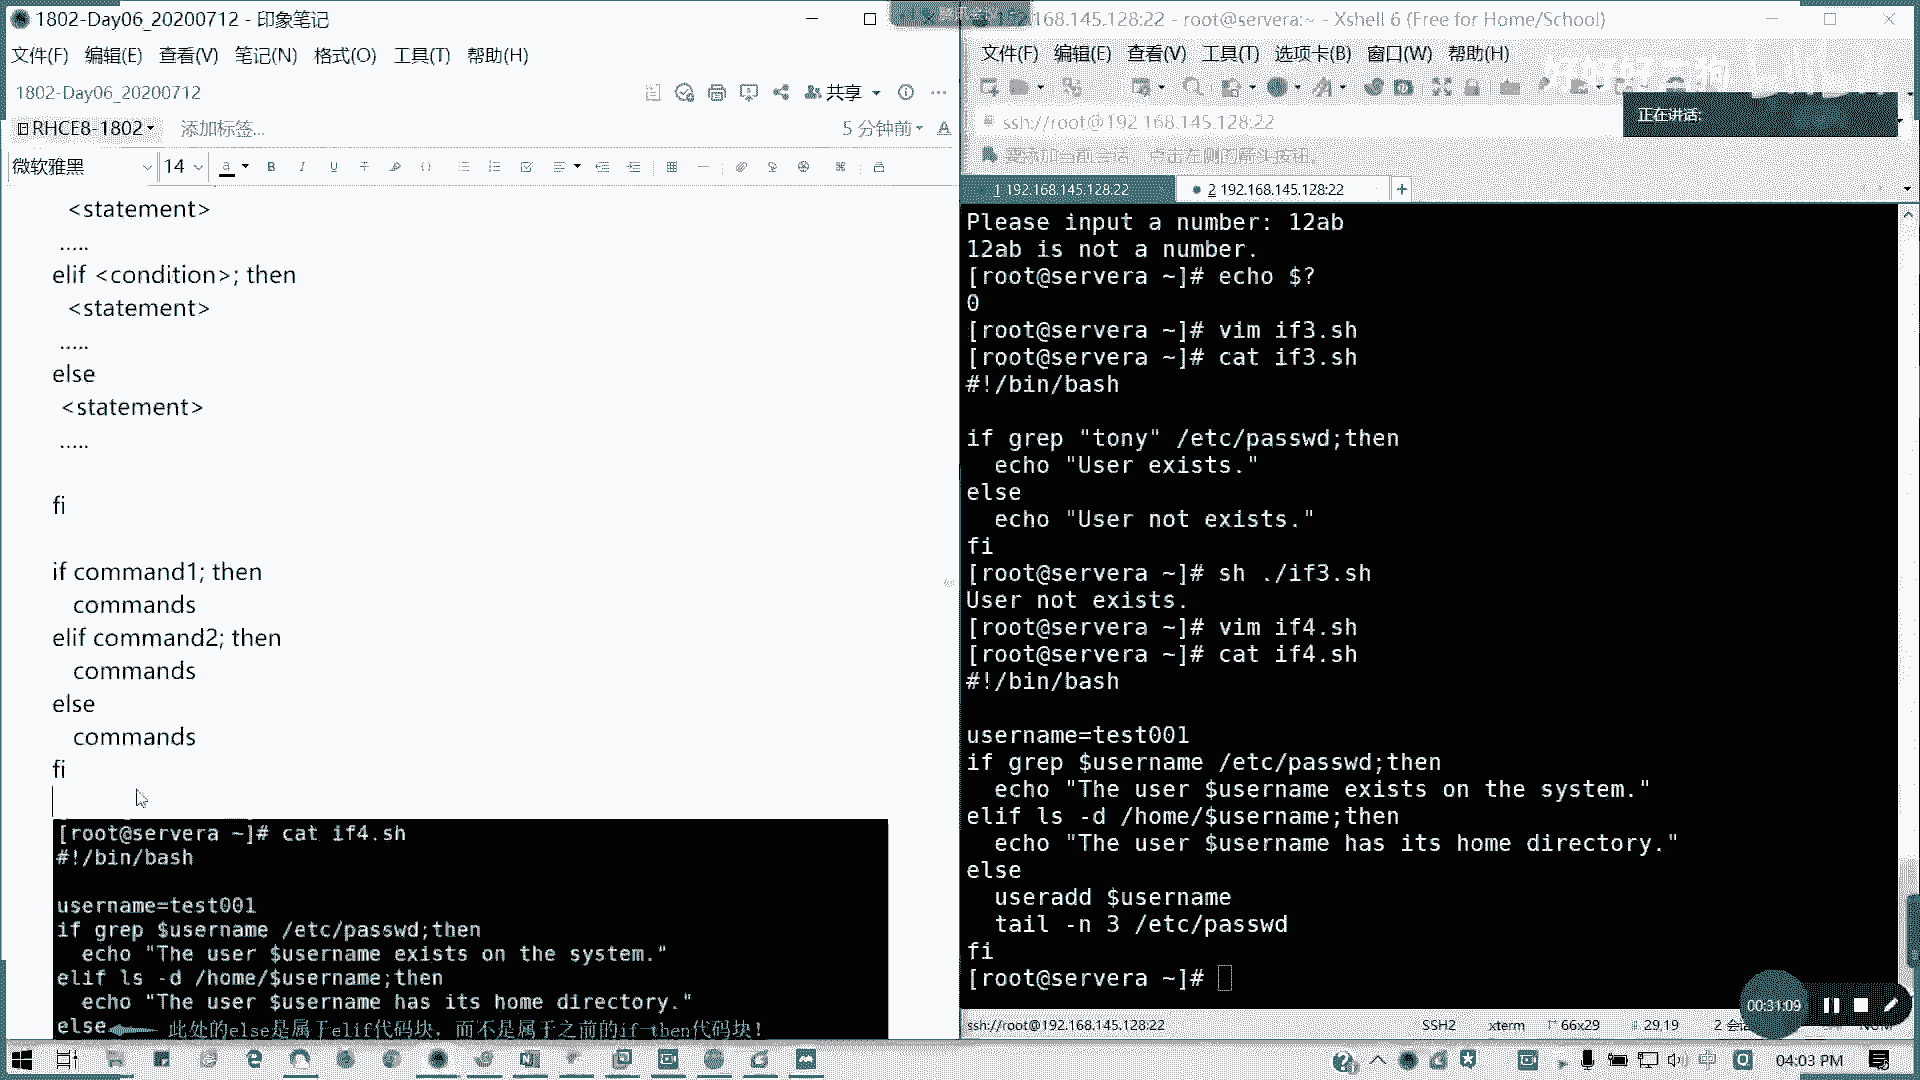 1802-Day06_20200712 - 印象笔记
文件(F) 编辑(E) 查看(V) 笔记(N) 格式(O) 工具(T) 帮助(H)
1802-Day06_20200712
共享
RHCE8-1802
添加标签...
5 分钟前
微软雅黑
14
<statement>
.....
elif <condition>; then
<statement>
.....
else
<statement>
.....
fi
if command1; then
commands
elif command2; then
commands
else
commands
fi
[root@servera ~]# cat if4.sh
#!/bin/bash
username=test001
if grep $username /etc/passwd;then
echo "The user $username exists on the system."
elif ls -d /home/$username;then
echo "The user $username has its home directory."
else 此处的else是属于elif代码块，而不是属于之前的if-then代码块！
168.145.128:22 - root@servera:~ - Xshell 6 (Free for Home/School)
文件(F) 编辑(E) 查看(V) 工具(T) 选项卡(B) 窗口(W) 帮助(H)
正在讲话:
ssh://root@192.168.145.128:22
要添加当前会话，点击左侧的箭头按钮。
1 192.168.145.128:22
2 192.168.145.128:22
Please input a number: 12ab
12ab is not a number.
[root@servera ~]# echo $?
0
[root@servera ~]# vim if3.sh
[root@servera ~]# cat if3.sh
#!/bin/bash
if grep "tony" /etc/passwd;then
echo "User exists."
else
echo "User not exists."
fi
[root@servera ~]# sh ./if3.sh
User not exists.
[root@servera ~]# vim if4.sh
[root@servera ~]# cat if4.sh
#!/bin/bash
username=test001
if grep $username /etc/passwd;then
echo "The user $username exists on the system."
elif ls -d /home/$username;then
echo "The user $username has its home directory."
else
useradd $username
tail -n 3 /etc/passwd
fi
[root@servera ~]#
00:31:09
ssh://root@192.168.145.128:22
SSH2
xterm
66x29
29,19
04:03 PM